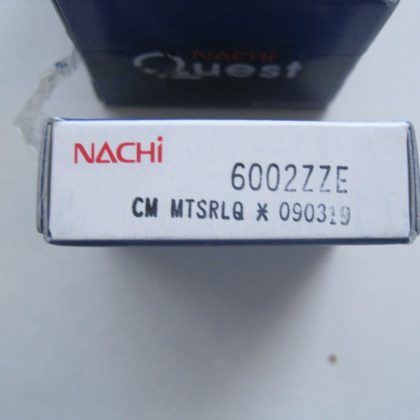 NACHi
Quest
NACHi
6002ZZE
CM MTSRLQ * 090319